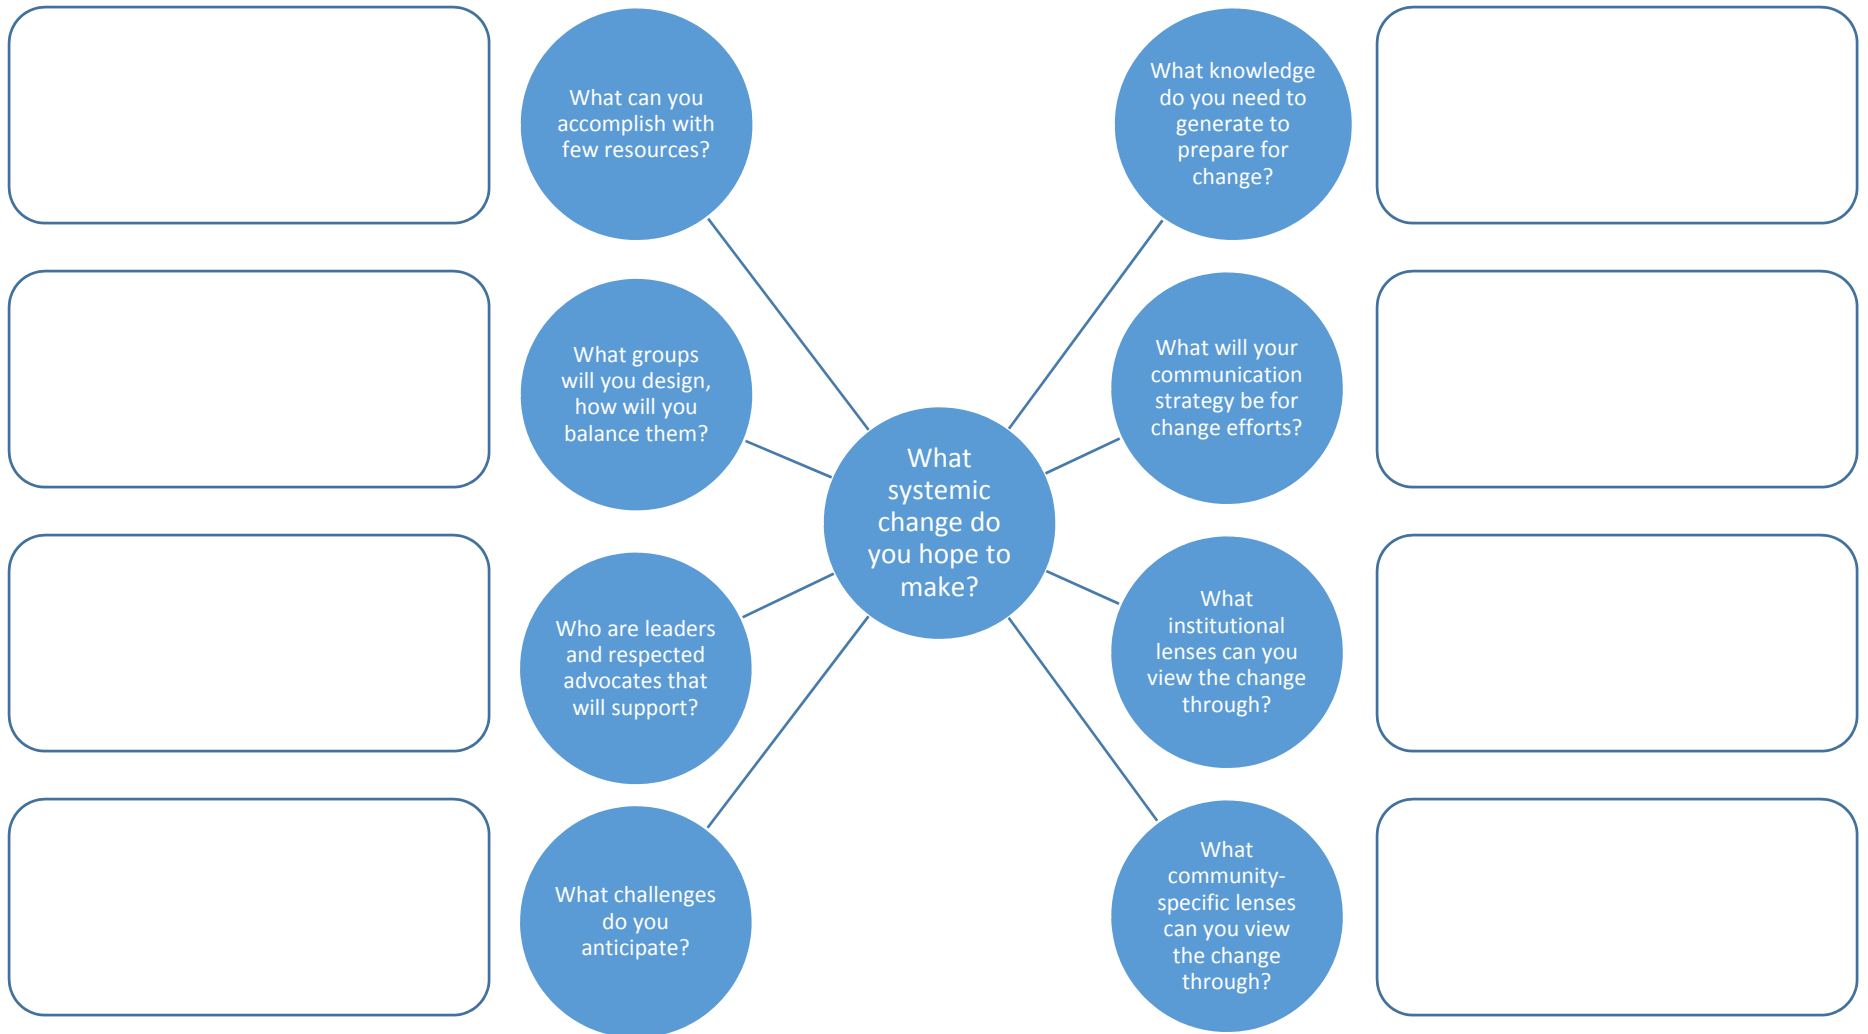 What can you
accomplish with
few resources?
What knowledge
do you need to
generate to
prepare for
change?
What groups
will you design,
how will you
balance them?
What will your
communication
strategy be for
change efforts?
What
systemic
change do
you hope to
make?
Who are leaders
and respected
advocates that
will support?
What
institutional
lenses can you
view the change
through?
What challenges
do you
anticipate?
What
community-
specific lenses
can you view
the change
through?